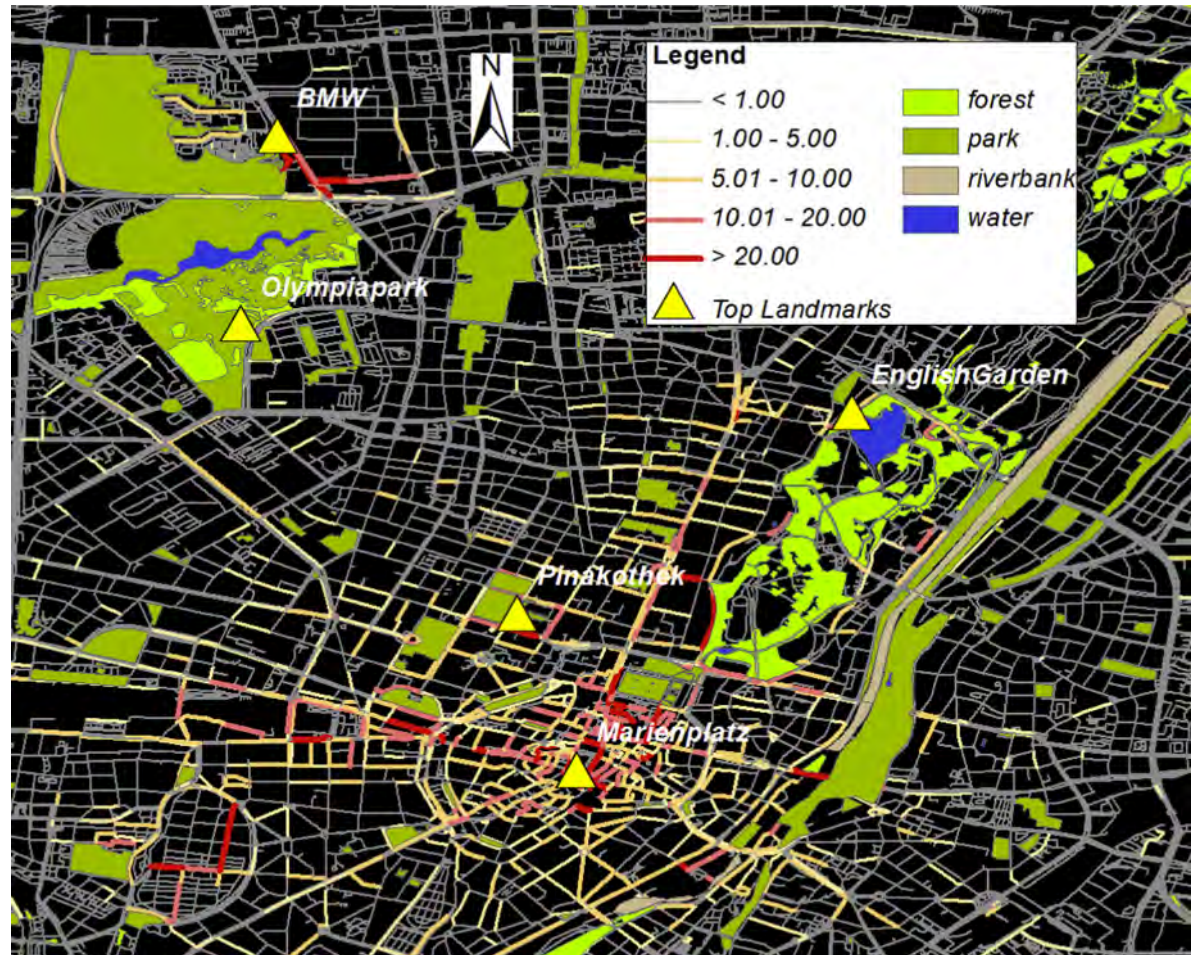 BMW
N
Legend
< 1.00
1.00 - 5.00
5.01 - 10.00
10.01 - 20.00
> 20.00
Top Landmarks
forest
park
riverbank
water
Olympiapark
EnglishGarden
Pinakothek
Marienplatz